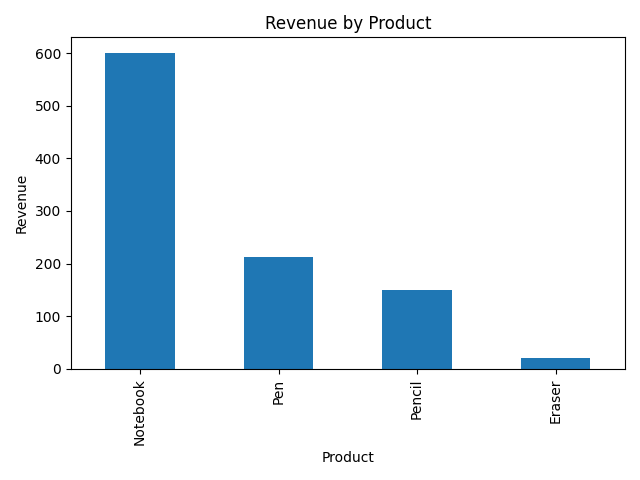 Revenue by Product
Revenue
600
500
400
300
200
100
0
Notebook
Pen
Pencil
Eraser
Product